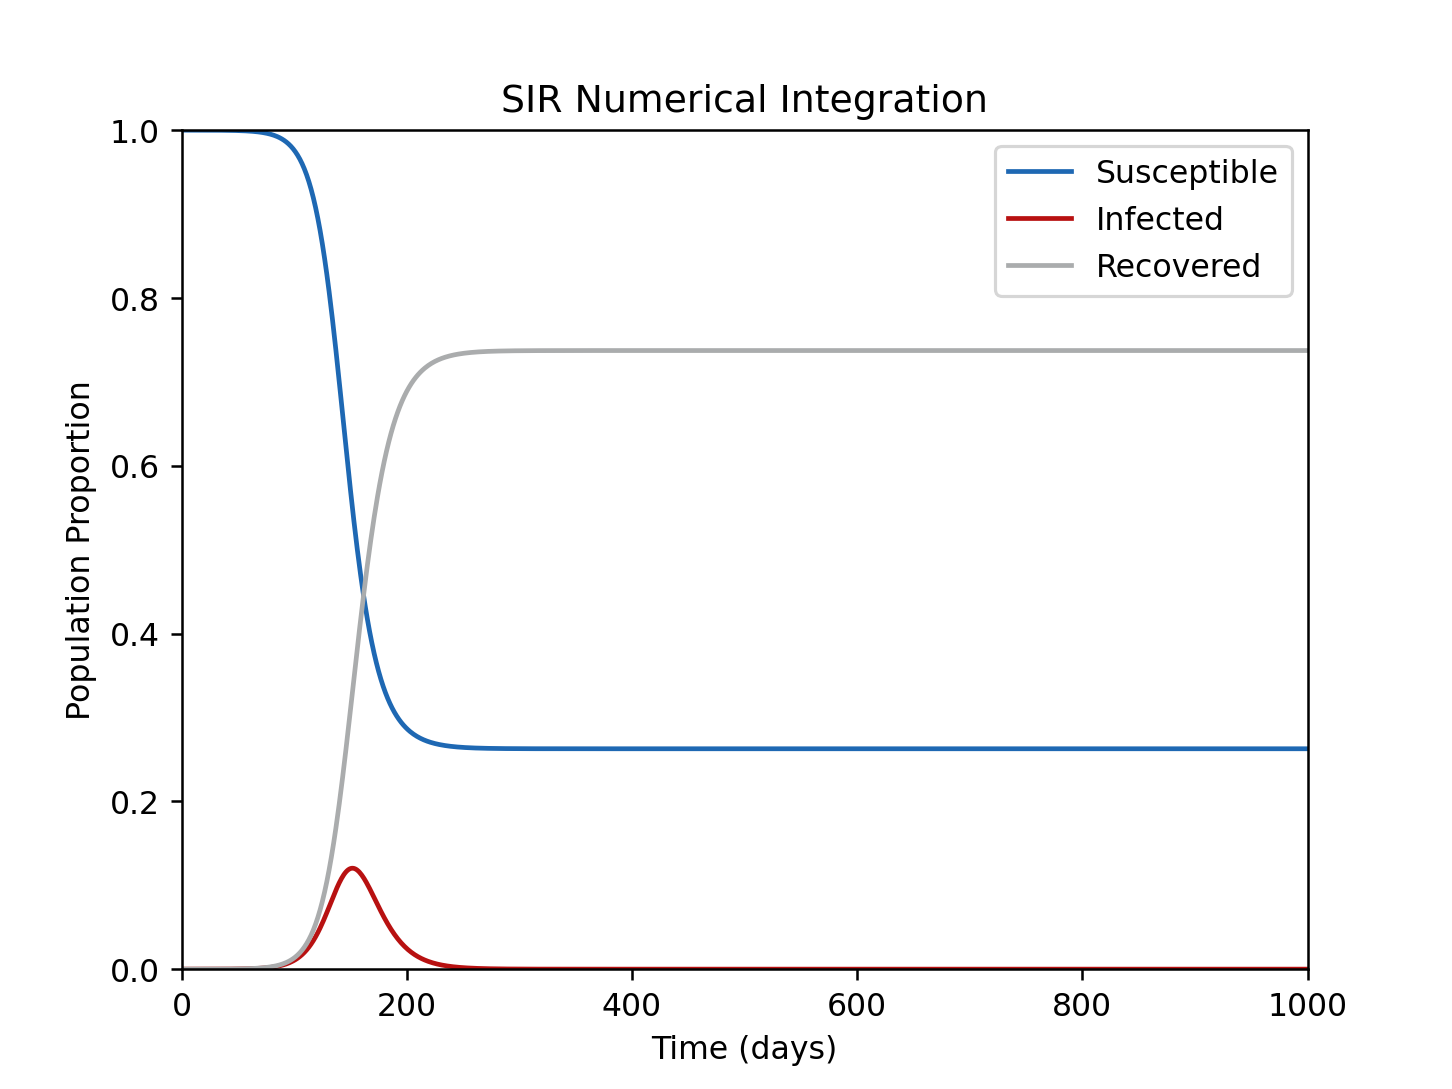 SIR Numerical Integration
1.0
0.8
0.6
0.4
0.2
0.0
Population Proportion
Susceptible
Infected
Recovered
0 200 400 600 800 1000
Time (days)